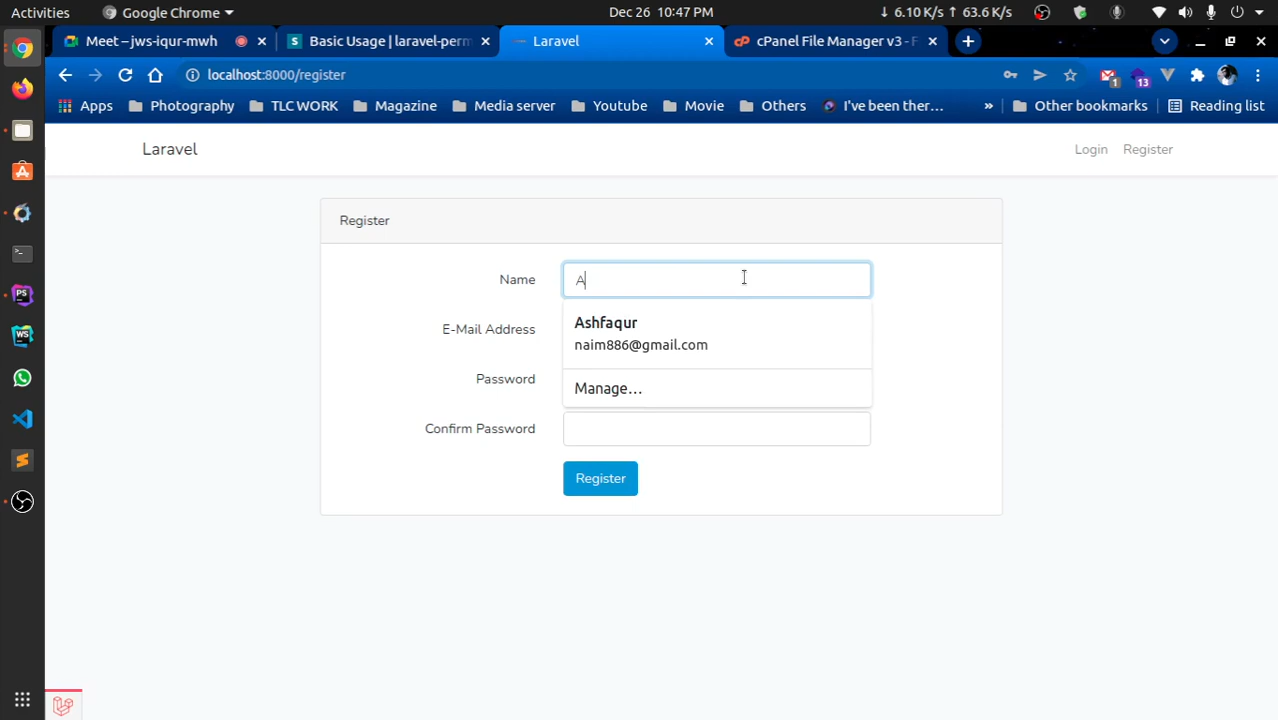 Activities Google Chrome Dec 26 10:47 PM ↓ 6.10 K/s ↑ 63.6 K/s
Meet – jws-iqur-mwh Basic Usage | laravel-perm Laravel cPanel File Manager v3 - F
localhost:8000/register 1 13
Apps Photography TLC WORK Magazine Media server Youtube Movie Others I've been ther… » Other bookmarks Reading list
Laravel Login Register
Register
Name A
Ashfaqur
E-Mail Address
naim886@gmail.com
Password
Manage…
Confirm Password
Register